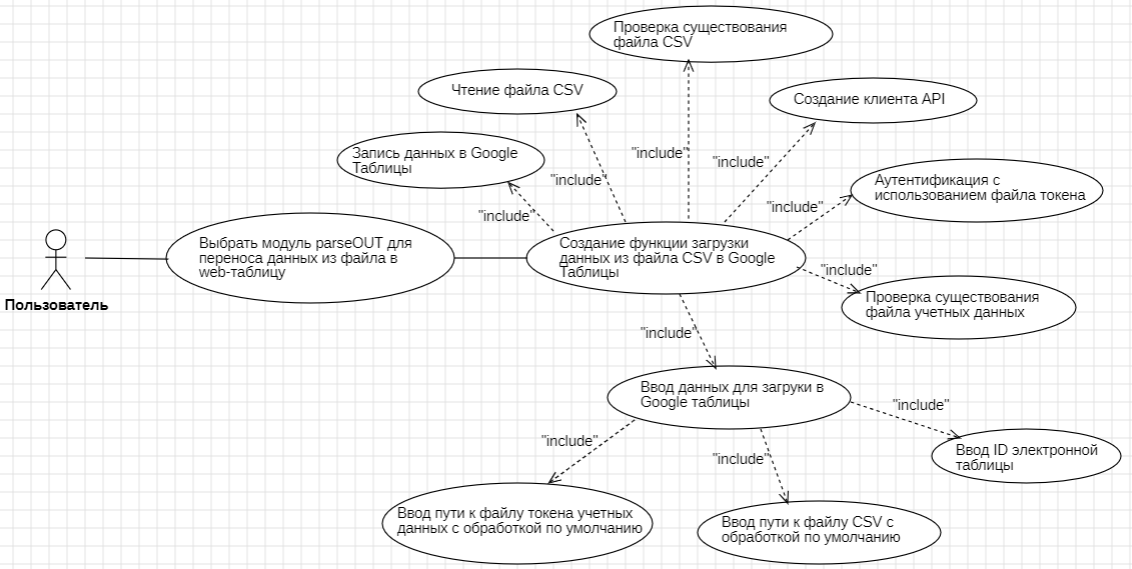 Проверка существования
файла CSV
Чтение файла CSV
Создание клиента API
Запись данных в Google
Таблицы
"include"
"include"
"include"
"include"
Аутентификация с
использованием файла токена
"include"
"include"
Выбрать модуль parseOUT для
переноса данных из файла в
web-таблицу
Создание функции загрузки
данных из файла CSV в Google
Таблицы
"include"
Проверка существования
файла учетных данных
Пользователь
"include"
Ввод данных для загруки в
Google таблицы
"include"
"include"
"include"
Ввод ID электронной
таблицы
Ввод пути к файлу токена учетных
данных с обработкой по умолчанию
Ввод пути к файлу CSV с
обработкой по умолчанию